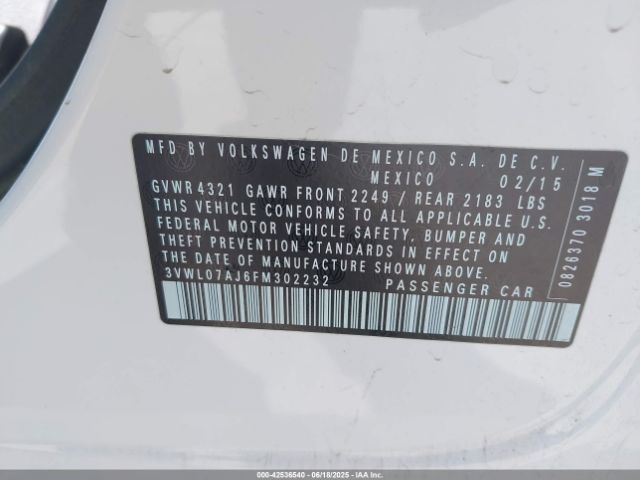 MFD BY VOLKSWAGEN DE MEXICO S.A. DE C.V.
MEXICO 02/15
GVWR 4321 GAWR FRONT 2249 / REAR 2183 LBS
THIS VEHICLE CONFORMS TO ALL APPLICABLE U.S.
FEDERAL MOTOR VEHICLE SAFETY, BUMPER AND
THEFT PREVENTION STANDARDS IN EFFECT ON
THE DATE OF MANUFACTURE SHOWN ABOVE.
3VWL07AJ6FM302232 PASSENGER CAR
0826370 3018 M
000-42536540 - 06/18/2025 - IAAI, Inc.